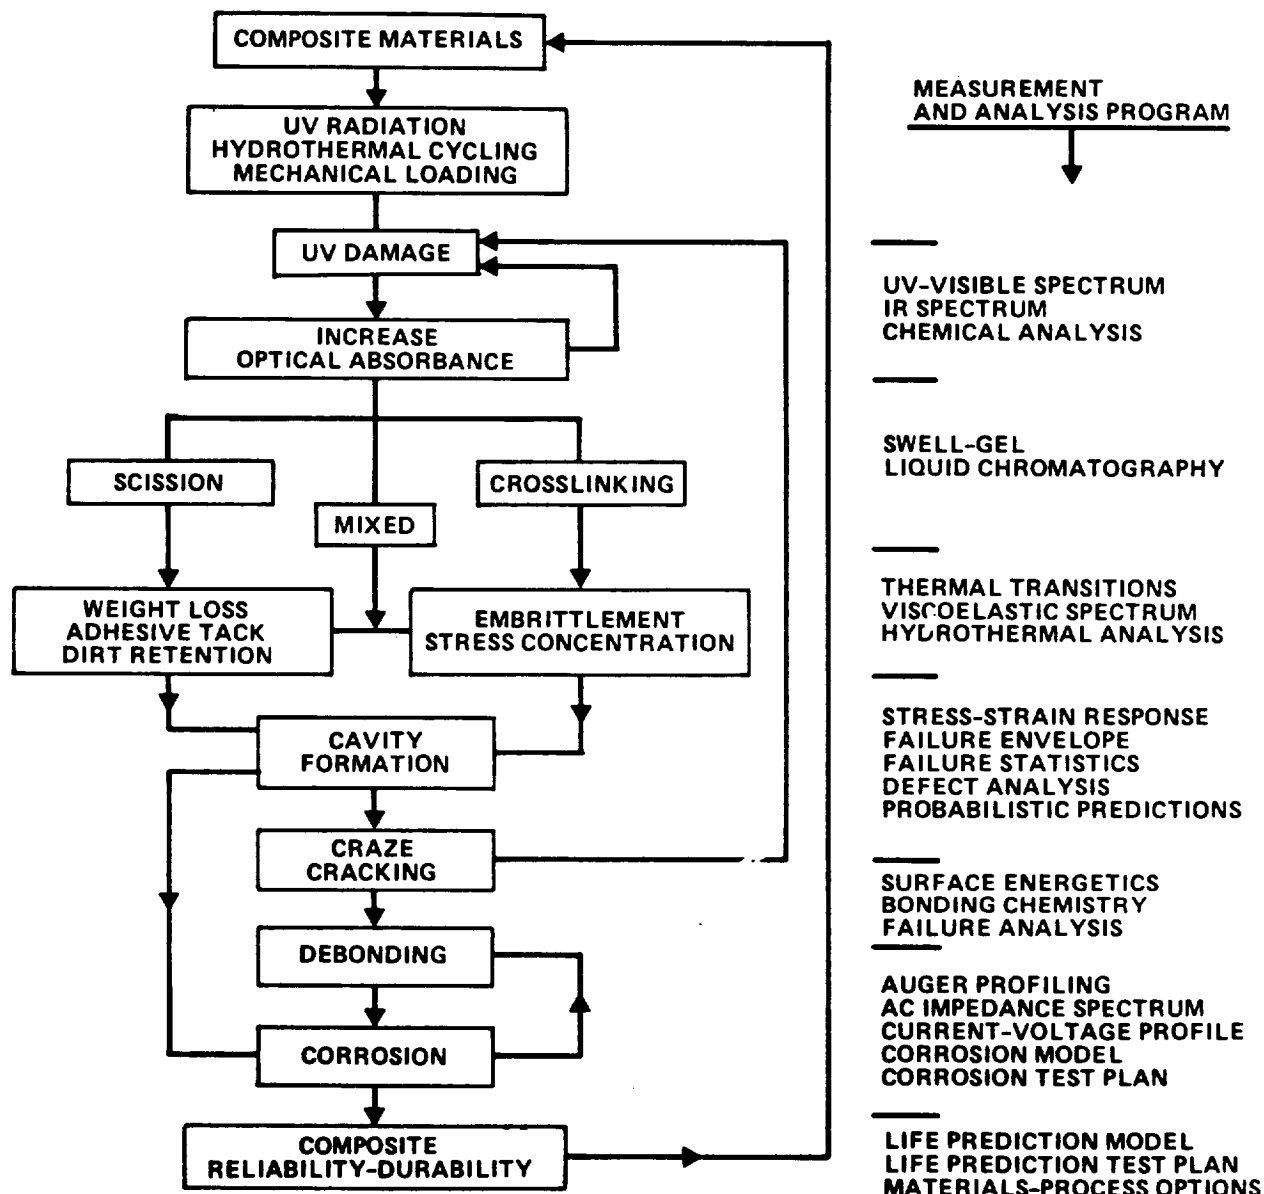 COMPOSITE MATERIALS
UV RADIATION
HYDROTHERMAL CYCLING
MECHANICAL LOADING
UV DAMAGE
INCREASE
OPTICAL ABSORBANCE
SCISSION
MIXED
CROSSLINKING
WEIGHT LOSS
ADHESIVE TACK
DIRT RETENTION
EMBRITTLEMENT
STRESS CONCENTRATION
CAVITY
FORMATION
CRAZE
CRACKING
DEBONDING
CORROSION
COMPOSITE
RELIABILITY-DURABILITY
MEASUREMENT
AND ANALYSIS PROGRAM
UV-VISIBLE SPECTRUM
IR SPECTRUM
CHEMICAL ANALYSIS
SWELL-GEL
LIQUID CHROMATOGRAPHY
THERMAL TRANSITIONS
VISCOELASTIC SPECTRUM
HYDROTHERMAL ANALYSIS
STRESS-STRAIN RESPONSE
FAILURE ENVELOPE
FAILURE STATISTICS
DEFECT ANALYSIS
PROBABILISTIC PREDICTIONS
SURFACE ENERGETICS
BONDING CHEMISTRY
FAILURE ANALYSIS
AUGER PROFILING
AC IMPEDANCE SPECTRUM
CURRENT-VOLTAGE PROFILE
CORROSION MODEL
CORROSION TEST PLAN
LIFE PREDICTION MODEL
LIFE PREDICTION TEST PLAN
MATERIALS-PROCESS OPTIONS